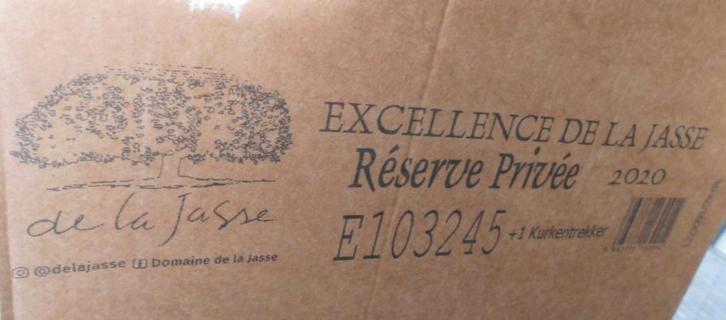 de la Jasse
@delajasse Domaine de la Jasse
EXCELLENCE DE LA JASSE
Réserve Privée 2020
E103245 +1 Kurkentrekker